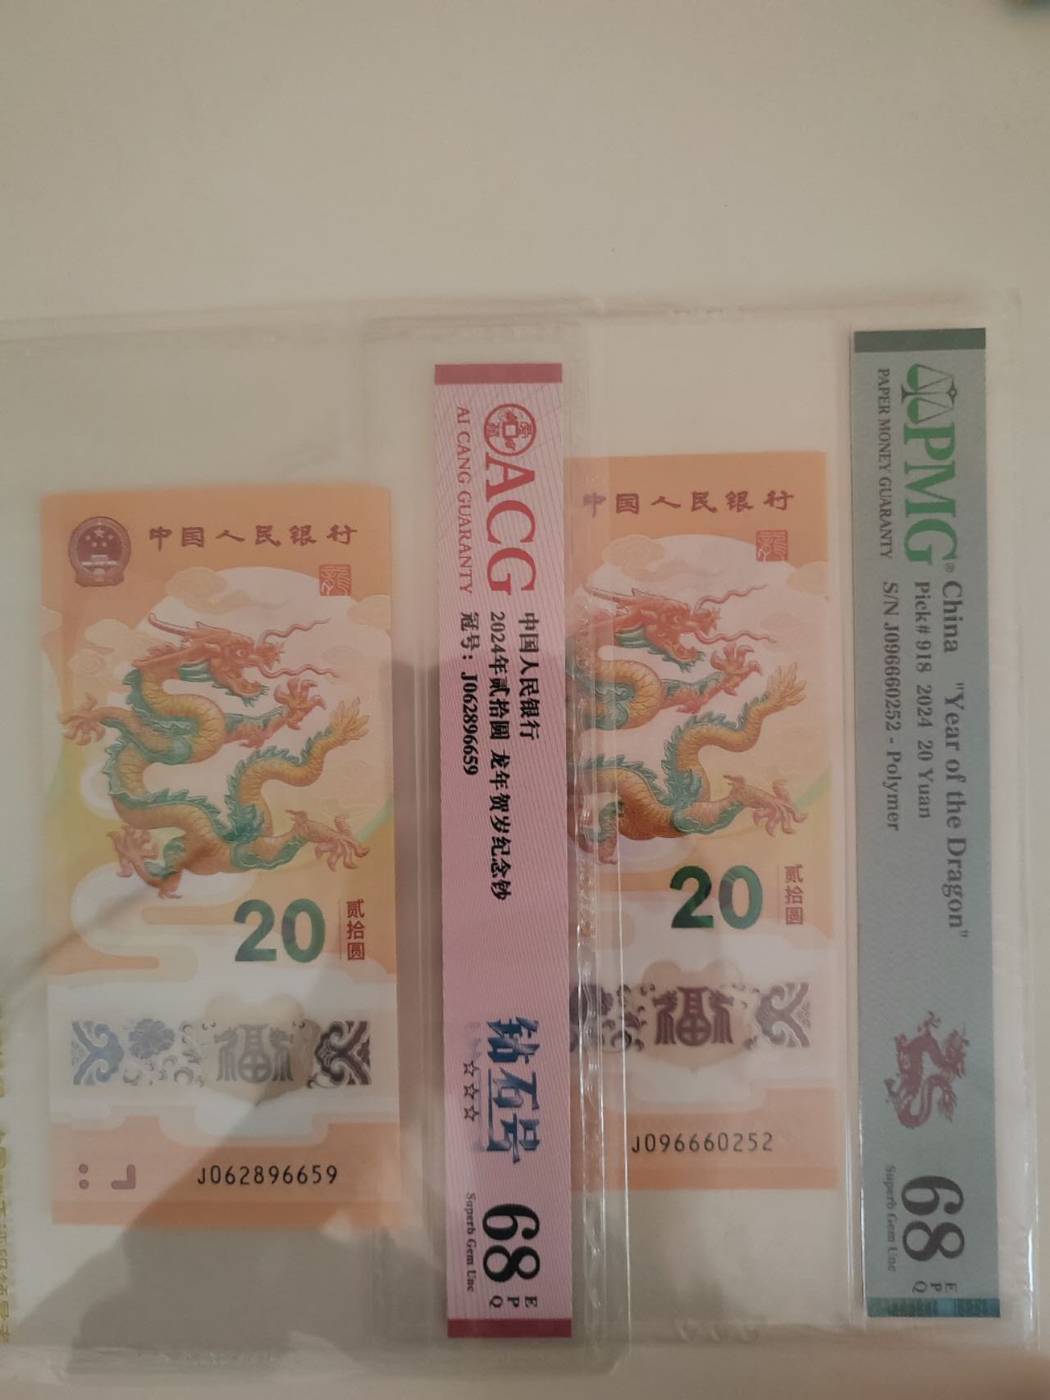 中国人民银行
20
贰拾圆
福
J062896659
ACG
AI CANG GUARANTY
中国人民银行
2024年贰拾圆 龙年贺岁纪念钞
冠号：J062896659
钻石号
☆☆☆
68
EPQ
Superb Gem Unc
中国人民银行
20
贰拾圆
福
J096660252
PMG®
PAPER MONEY GUARANTY
China "Year of the Dragon"
Pick# 918 2024 20 Yuan
S/N J096660252 - Polymer
68
EPQ
Superb Gem Unc